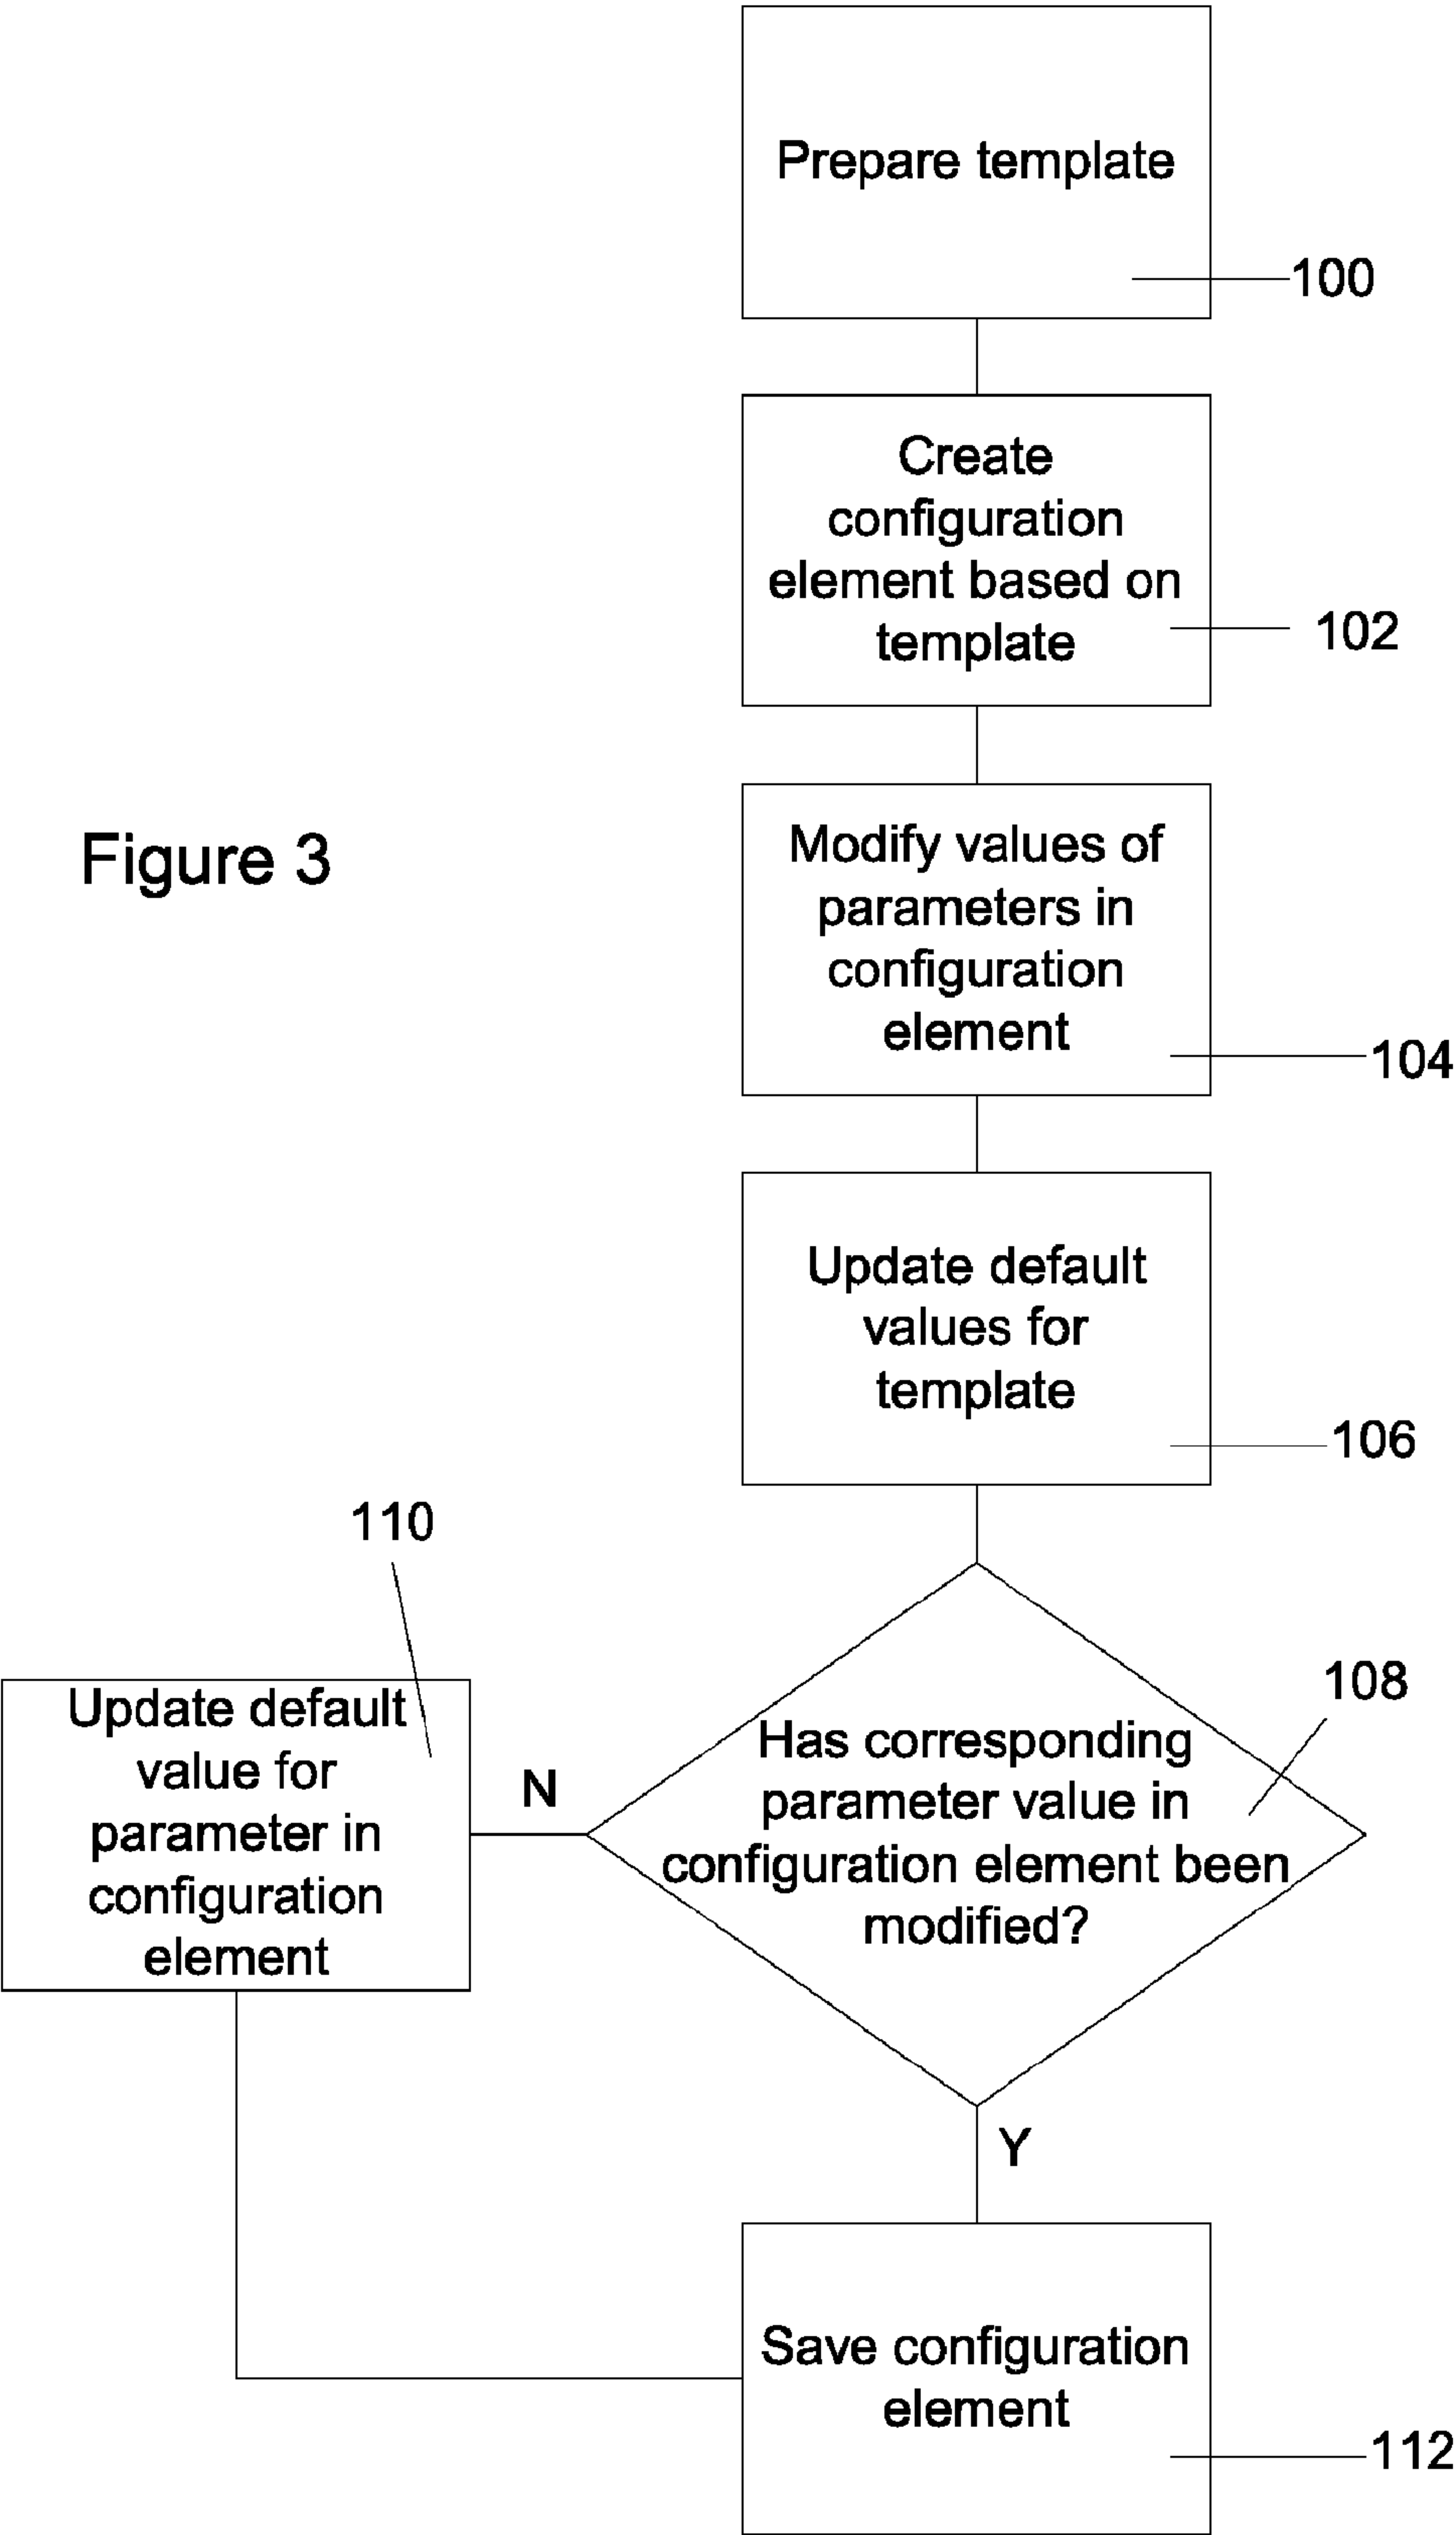 Prepare template
100
Create
configuration
element based on
template
102
Figure 3
Modify values of
parameters in
configuration
element
104
Update default
values for
template
106
110
Update default
value for
parameter in
configuration
element
N
108
Has corresponding
parameter value in
configuration element been
modified?
Y
Save configuration
element
112